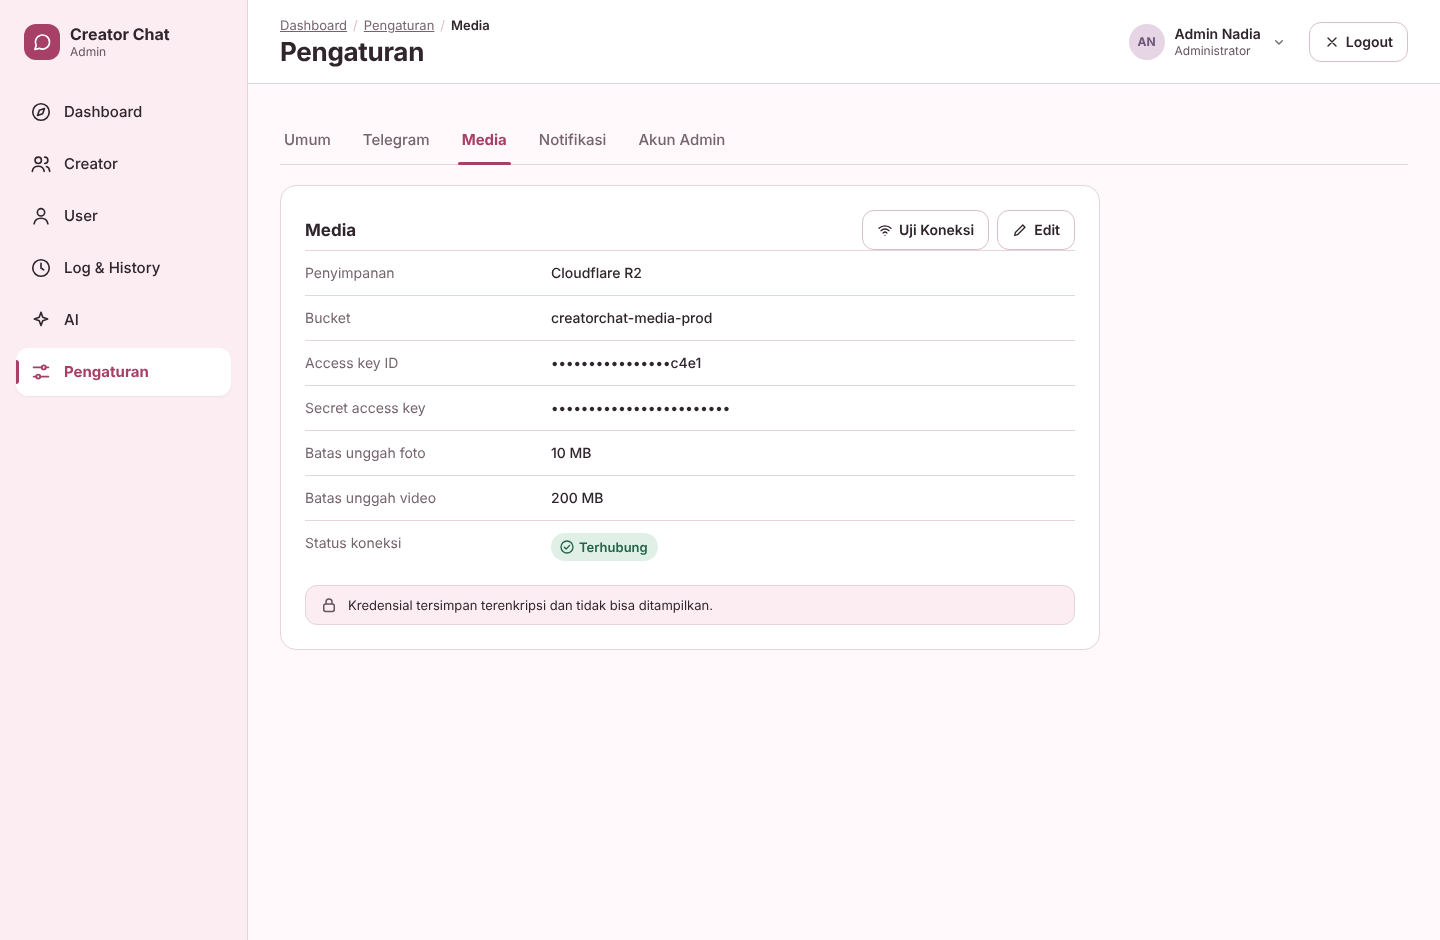 Creator Chat
Admin
Dashboard
Creator
User
Log & History
AI
Pengaturan
Dashboard / Pengaturan / Media
Pengaturan
AN
Admin Nadia
Administrator
Logout
Umum Telegram Media Notifikasi Akun Admin
Media
Uji Koneksi
Edit
Penyimpanan Cloudflare R2
Bucket creatorchat-media-prod
Access key ID ••••••••••••••••c4e1
Secret access key ••••••••••••••••••••••••
Batas unggah foto 10 MB
Batas unggah video 200 MB
Status koneksi Terhubung
Kredensial tersimpan terenkripsi dan tidak bisa ditampilkan.